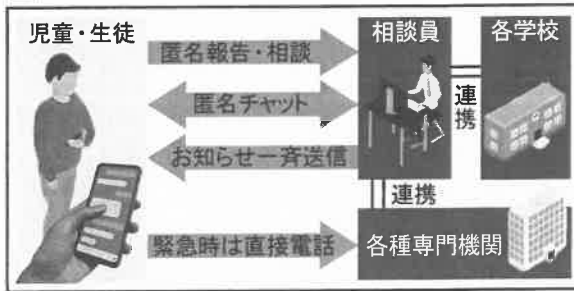 児童・生徒
相談員
各学校
匿名報告・相談
匿名チャット
連携
お知らせ一斉送信
連携
緊急時は直接電話
各種専門機関